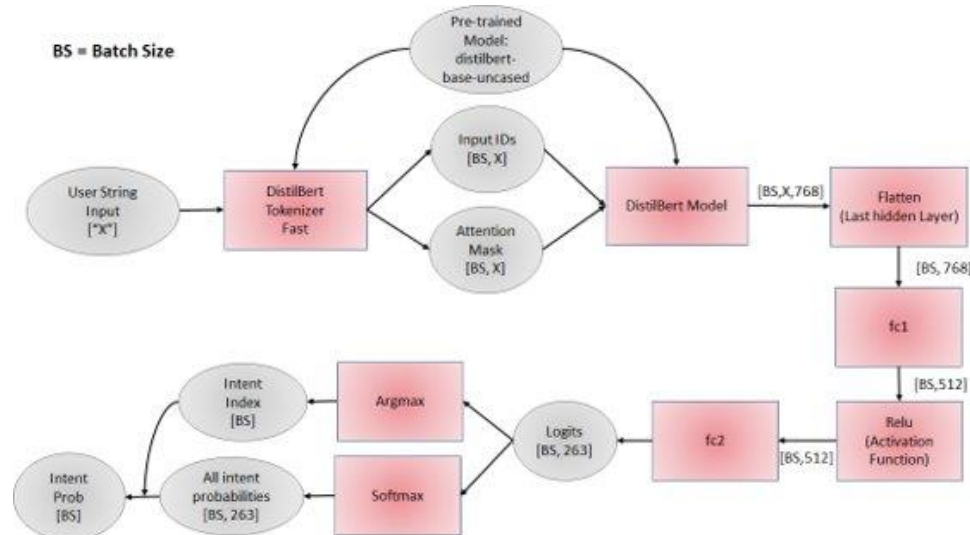 BS = Batch Size
Pre-trained
Model:
distilbert-
base-uncased
User String
Input
["X"]
DistilBert
Tokenizer
Fast
Input IDs
[BS, X]
Attention
Mask
[BS, X]
DistilBert Model
[BS,X,768]
Flatten
(Last hidden Layer)
[BS, 768]
fc1
[BS,512]
Relu
(Activation
Function)
[BS,512]
fc2
Logits
[BS, 263]
Argmax
Softmax
Intent
Index
[BS]
All intent
probabilities
[BS, 263]
Intent
Prob
[BS]